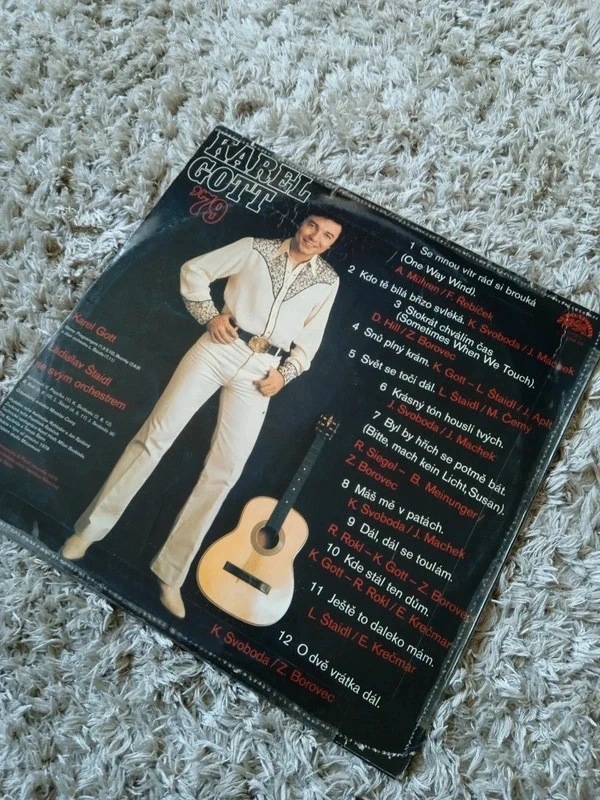 KAREL
GOTT
'79
1 Se mnou vítr rád si brouká
(One Way Wind).
A. Mühren / F. Řebíček
2 Kdo tě bílá břízo svléká. K. Svoboda / J. Machek
3 Stokrát chválím čas
(Sometimes When We Touch).
D. Hill / Z. Borovec
4 Snů plný krám. K. Gott – L. Štaidl / J. Aplt
5 Svět se točí dál. L. Štaidl / M. Černý
6 Krásný tón houslí tvých.
J. Svoboda / J. Machek
7 Byl by hřích se potmě bát.
(Bitte, mach kein Licht, Susan).
R. Siegel – B. Meinunger /
Z. Borovec
8 Máš mě v patách.
K. Svoboda / J. Machek
9 Dál, dál se toulám.
R. Rokl – K. Gott – Z. Borovec
10 Kde stál ten dům.
K. Gott – R. Rokl / E. Krečmar
11 Ještě to daleko mám.
L. Štaidl / E. Krečmar
12 O dvě vrátka dál.
K. Svoboda / Z. Borovec
Karel Gott
Ladislav Štaidl
se svým orchestrem